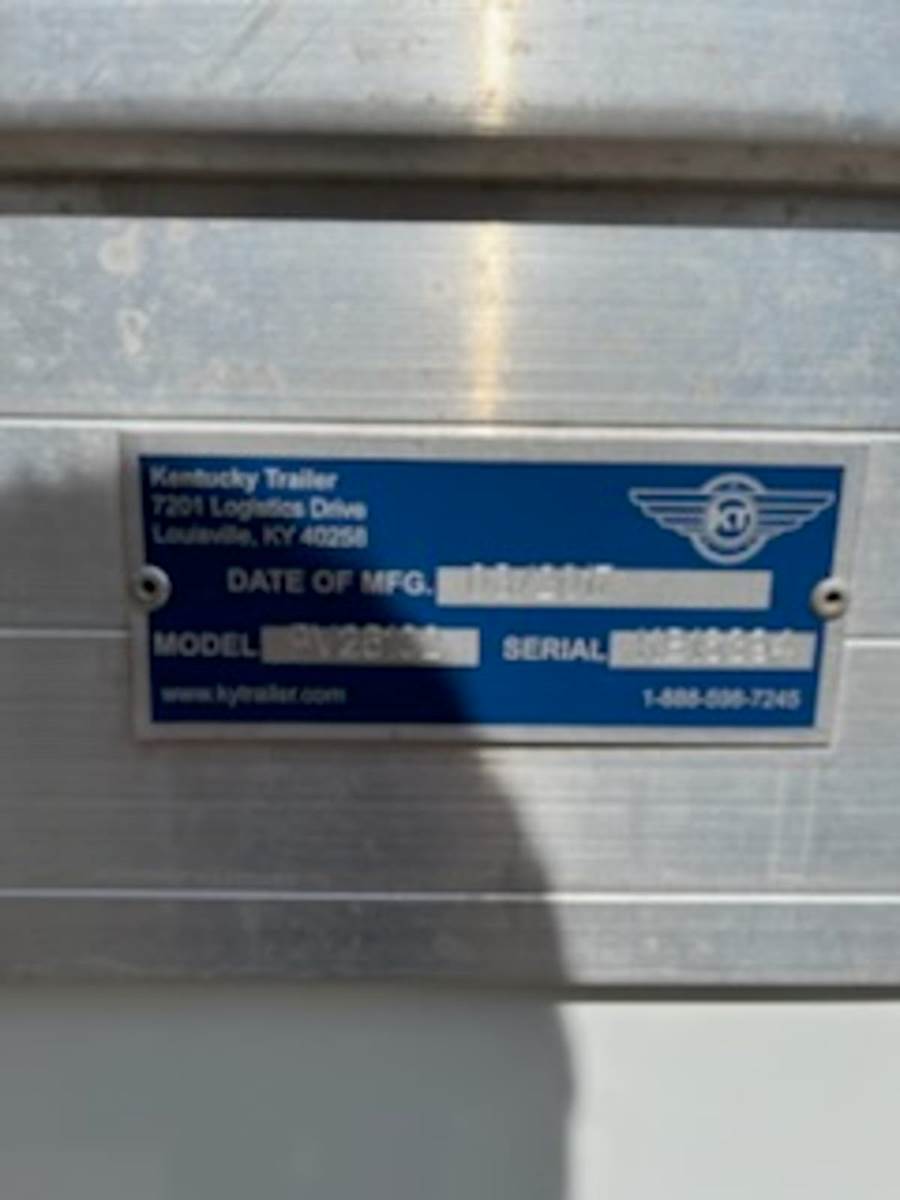 Kentucky Trailer
7201 Logistics Drive
Louisville, KY 40258
KT
DATE OF MFG.
MODEL
SERIAL
www.kytrailer.com
1-888-598-7245